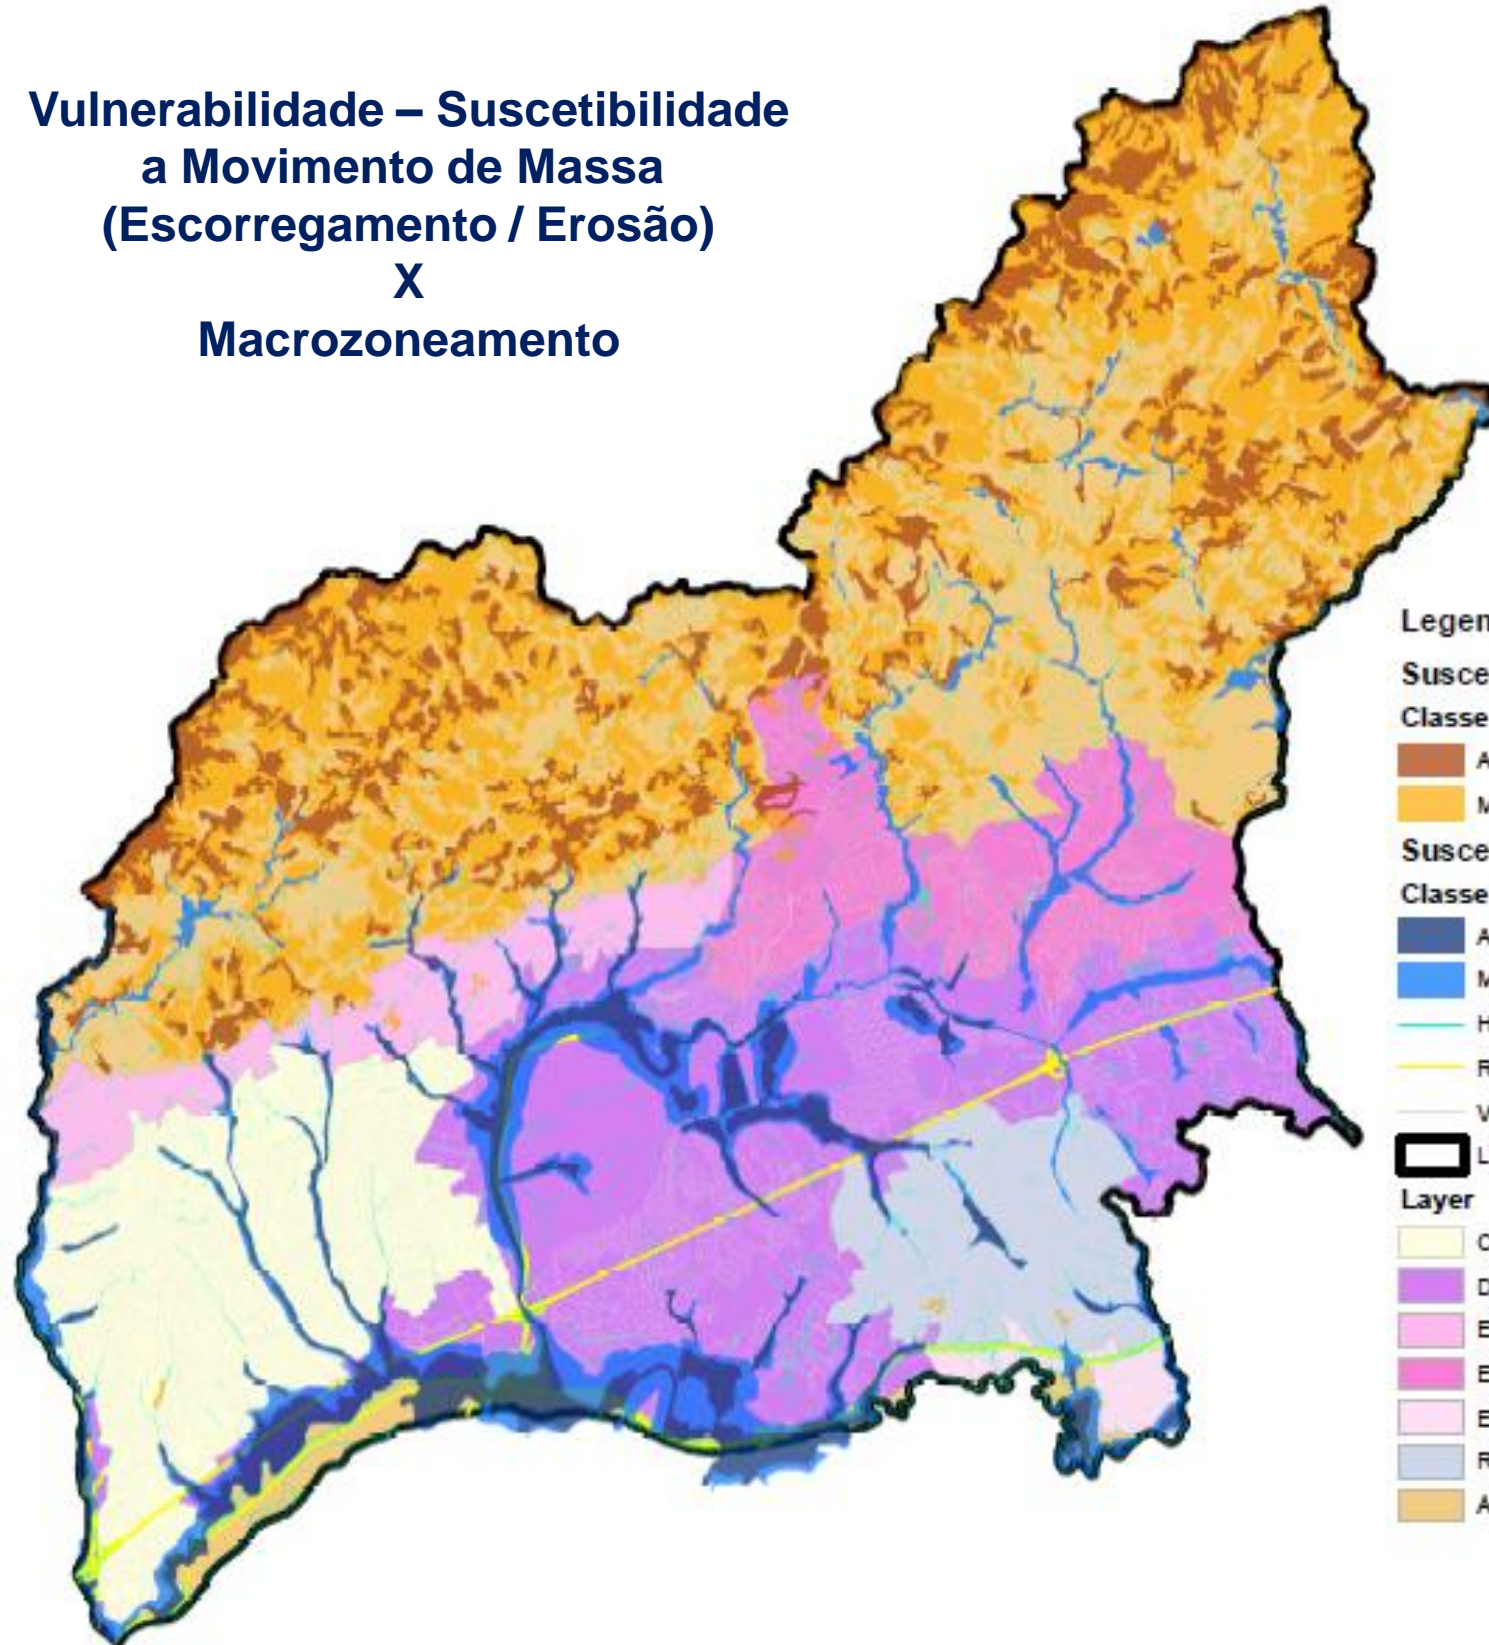 Vulnerabilidade – Suscetibilidade
a Movimento de Massa
(Escorregamento / Erosão)
X
Macrozoneamento
Legen
Susce
Classe
A
M
Susce
Classe
A
M
H
R
V
L
Layer
C
D
E
E
E
R
A